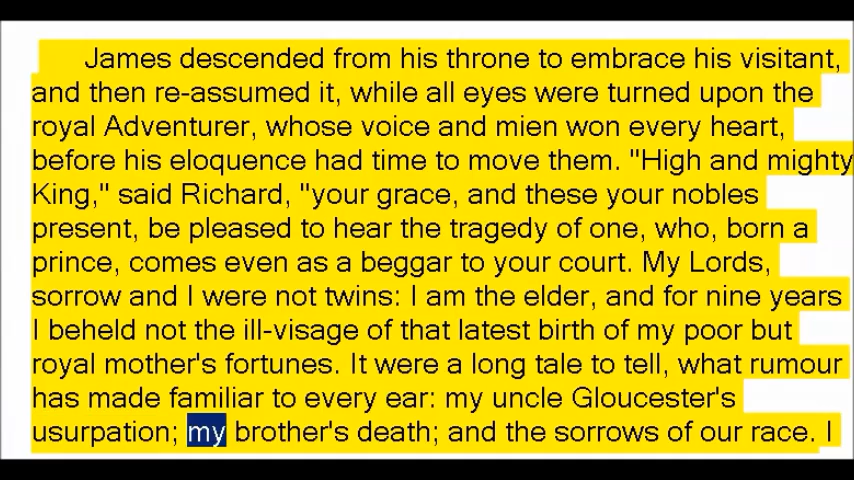 James descended from his throne to embrace his visitant,
and then re-assumed it, while all eyes were turned upon the
royal Adventurer, whose voice and mien won every heart,
before his eloquence had time to move them. "High and mighty
King," said Richard, "your grace, and these your nobles
present, be pleased to hear the tragedy of one, who, born a
prince, comes even as a beggar to your court. My Lords,
sorrow and I were not twins: I am the elder, and for nine years
I beheld not the ill-visage of that latest birth of my poor but
royal mother's fortunes. It were a long tale to tell, what rumour
has made familiar to every ear: my uncle Gloucester's
usurpation; my brother's death; and the sorrows of our race. I